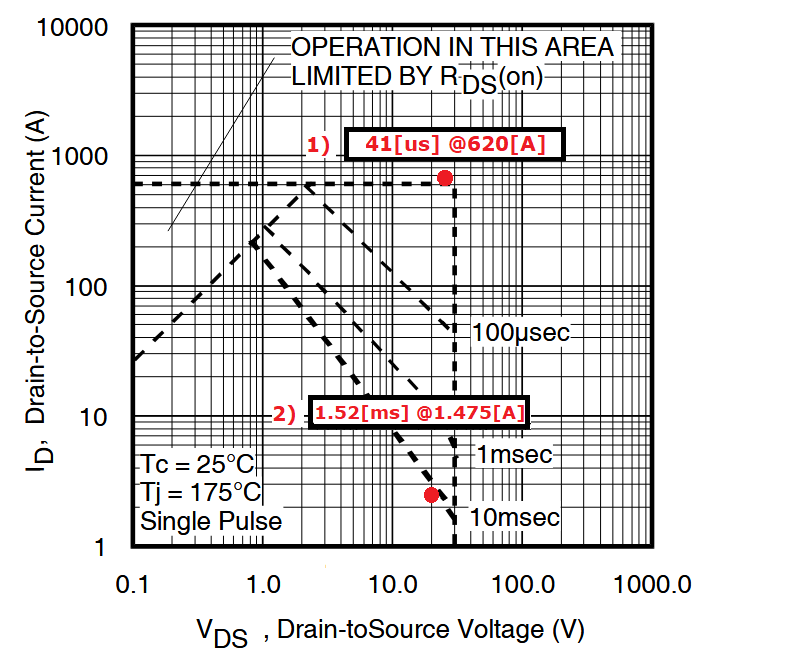 10000
OPERATION IN THIS AREA
LIMITED BY RDS(on)
1) 41[us] @620[A]
1000
100
100µsec
10
2) 1.52[ms] @1.475[A]
1msec
Tc = 25°C
Tj = 175°C
Single Pulse
10msec
1
0.1 1.0 10.0 100.0 1000.0
VDS , Drain-toSource Voltage (V)
ID, Drain-to-Source Current (A)